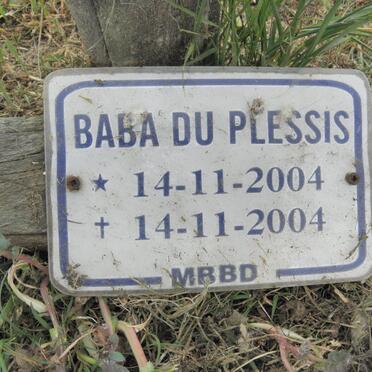 BABA DU PLESSIS
★ 14-11-2004
✝ 14-11-2004
MBBD